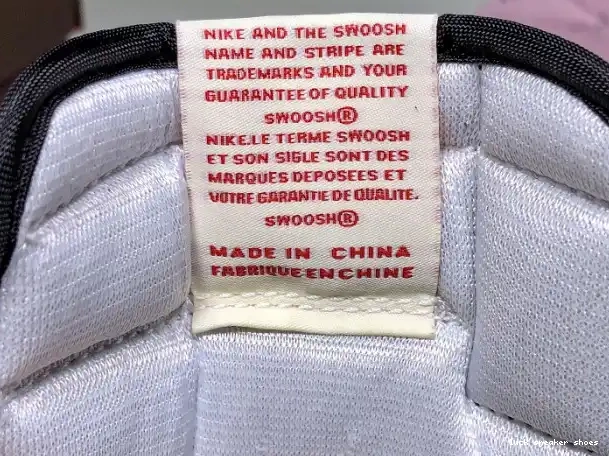 NIKE AND THE SWOOSH
NAME AND STRIPE ARE
TRADEMARKS AND YOUR
GUARANTEE OF QUALITY
SWOOSH®
NIKE.LE TERME SWOOSH
ET SON SIGLE SONT DES
MARQUES DEPOSEES ET
VOTRE GARANTIE DE QUALITE.
SWOOSH®
MADE IN CHINA
FABRIQUE EN CHINE
sneaker shoes